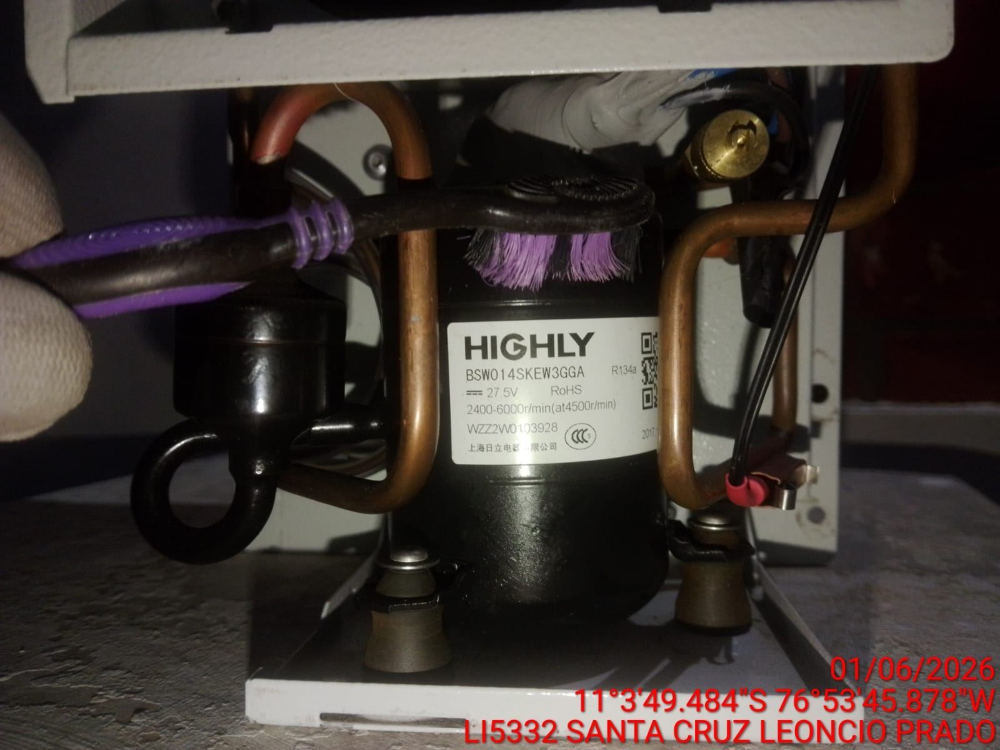 HIGHLY
BSW014SKEW3GGA R134a
27.5V RoHS
2400-6000r/min(at4500r/min)
WZZ2W0103928
CCC S
上海日立电器有限公司 2017.
01/06/2026
11°3'49.484"S 76°53'45.878"W
LI5332 SANTA CRUZ LEONCIO PRADO